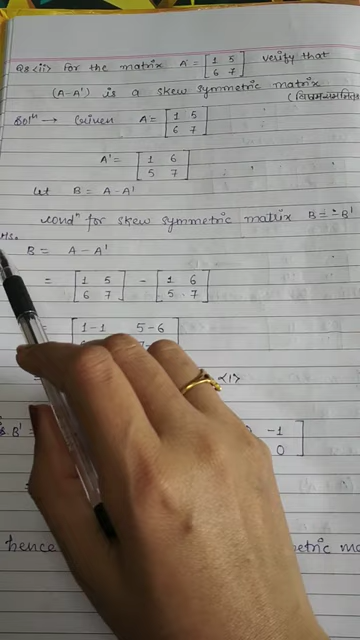 Q8<ii> For the matrix A = [1 5
6 7] verify that
(A-A') is a skew symmetric matrix
Solⁿ → Given A = [1 5
6 7]
A' = [1 6
5 7]
let B = A - A'
condⁿ for skew symmetric matrix B = -B'
B = A - A'
= [1 5
6 7] - [1 6
5 7]
[1-1 5-6
<1>
B' = -1]
0
hence